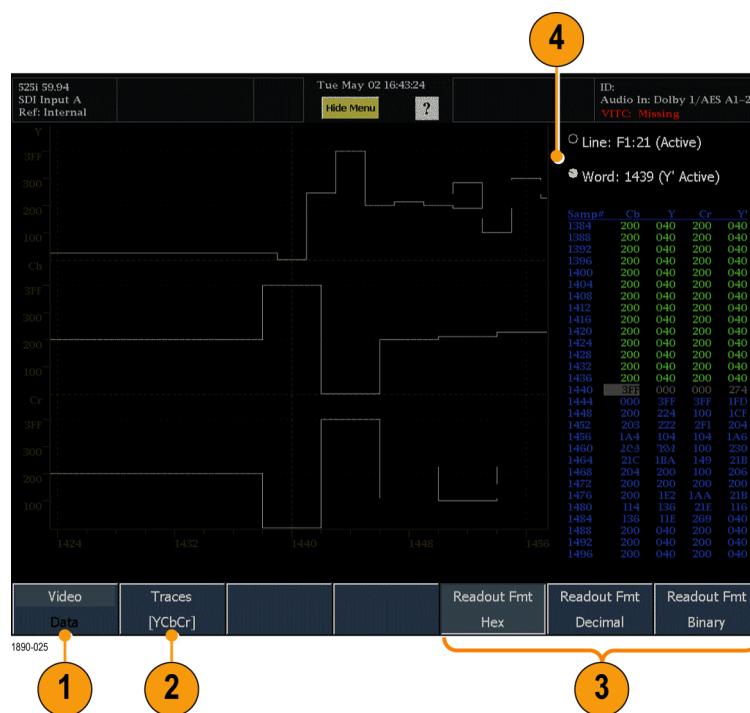 4
525i 59.94
SDI Input A
Ref: Internal
Tue May 02 16:43:24
Hide Menu
?
ID:
Audio In: Dolby 1/AES A1-2
VITC: Missing
Line: F1:21 (Active)
Word: 1439 (Y' Active)
Y
3FF
300
200
100
Cb
3FF
300
200
100
Cr
3FF
300
200
100
1424 1432 1440 1448 1456
Samp# Cb Y Cr Y'
1384 200 040 200 040
1388 200 040 200 040
1392 200 040 200 040
1396 200 040 200 040
1400 200 040 200 040
1404 200 040 200 040
1408 200 040 200 040
1412 200 040 200 040
1416 200 040 200 040
1420 200 040 200 040
1424 200 040 200 040
1428 200 040 200 040
1432 200 040 200 040
1436 200 040 200 040
1440 3FF 000 000 274
1444 000 3FF 3FF 1FD
1448 200 224 100 1CF
1452 203 222 2F1 204
1456 1A4 104 104 1A6
1460 100 230
1464 21C 1BA 149 21B
1468 204 200 100 206
1472 200 200 200 200
1476 200 1E2 1AA 21B
1480 114 136 21E 116
1484 136 11E 269 040
1488 200 040 200 040
1492 200 040 200 040
1496 200 040 200 040
Video
Data
Traces
[YCbCr]
Readout Fmt
Hex
Readout Fmt
Decimal
Readout Fmt
Binary
1890-025
1
2
3